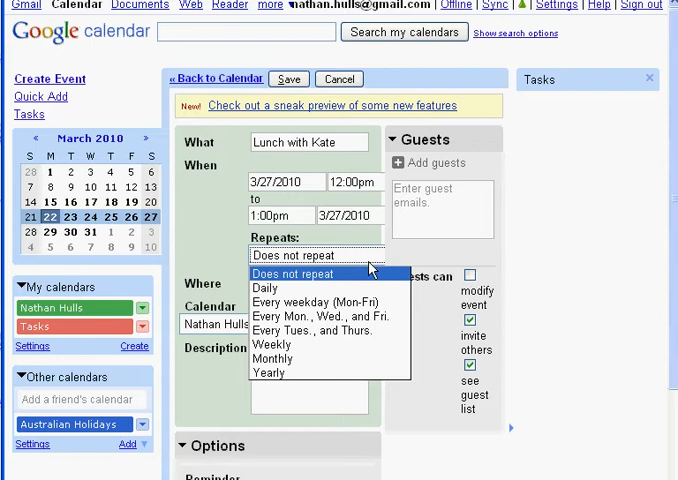 Gmail Calendar Documents Web Reader more nathan.hulls@gmail.com | Offline | Sync | Settings | Help | Sign out
Google calendar
Search my calendars
Show search options
Create Event
Quick Add
Tasks
« Back to Calendar
Save
Cancel
Tasks ×
New! Check out a sneak preview of some new features
« March 2010 »
S M T W T F S
28 1 2 3 4 5 6
7 8 9 10 11 12 13
14 15 16 17 18 19 20
21 22 23 24 25 26 27
28 29 30 31 1 2 3
4 5 6 7 8 9 10
My calendars
Nathan Hulls
Tasks
Settings Create
Other calendars
Add a friend's calendar
Australian Holidays
Settings Add
What Lunch with Kate
When
3/27/2010 12:00pm
to
1:00pm 3/27/2010
Repeats:
Does not repeat
Does not repeat
Daily
Every weekday (Mon-Fri)
Every Mon., Wed., and Fri.
Every Tues., and Thurs.
Weekly
Monthly
Yearly
Where
Calendar
Nathan Hulls
Description
Options
Reminder
Guests
Add guests
Enter guest
emails.
ests can
modify
event
invite
others
see
guest
list